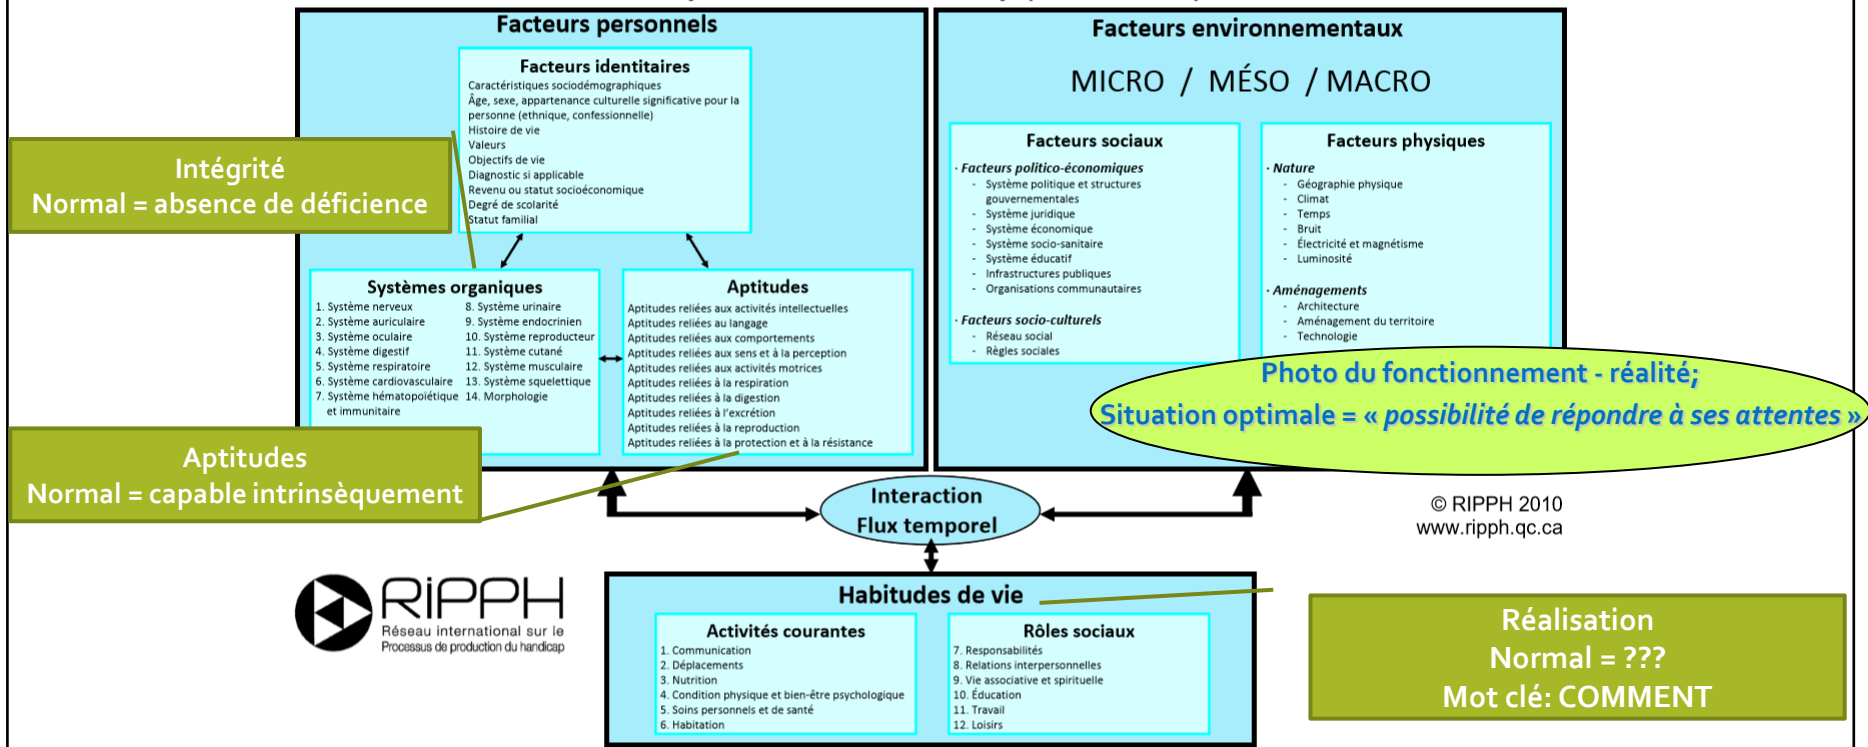 Facteurs personnels
Facteurs identitaires
Caractéristiques sociodémographiques
Âge, sexe, appartenance culturelle significative pour la
personne (ethnique, confessionnelle)
Histoire de vie
Valeurs
Objectifs de vie
Diagnostic si applicable
Revenu ou statut socioéconomique
Degré de scolarité
Statut familial
Intégrité
Normal = absence de déficience
Systèmes organiques
1. Système nerveux
2. Système auriculaire
3. Système oculaire
4. Système digestif
5. Système respiratoire
6. Système cardiovasculaire
7. Système hématopoïétique
et immunitaire
8. Système urinaire
9. Système endocrinien
10. Système reproducteur
11. Système cutané
12. Système musculaire
13. Système squelettique
14. Morphologie
Aptitudes
Aptitudes reliées aux activités intellectuelles
Aptitudes reliées au langage
Aptitudes reliées aux comportements
Aptitudes reliées aux sens et à la perception
Aptitudes reliées aux activités motrices
Aptitudes reliées à la respiration
Aptitudes reliées à la digestion
Aptitudes reliées à l'excrétion
Aptitudes reliées à la reproduction
Aptitudes reliées à la protection et à la résistance
Aptitudes
Normal = capable intrinsèquement
Facteurs environnementaux
MICRO / MÉSO / MACRO
Facteurs sociaux
· Facteurs politico-économiques
- Système politique et structures
gouvernementales
- Système juridique
- Système économique
- Système socio-sanitaire
- Système éducatif
- Infrastructures publiques
- Organisations communautaires
· Facteurs socio-culturels
- Réseau social
- Règles sociales
Facteurs physiques
· Nature
- Géographie physique
- Climat
- Temps
- Bruit
- Électricité et magnétisme
- Luminosité
· Aménagements
- Architecture
- Aménagement du territoire
- Technologie
Photo du fonctionnement - réalité;
Situation optimale = « possibilité de répondre à ses attentes »
Interaction
Flux temporel
© RIPPH 2010
www.ripph.qc.ca
RIPPH
Réseau international sur le
Processus de production du handicap
Habitudes de vie
Activités courantes
1. Communication
2. Déplacements
3. Nutrition
4. Condition physique et bien-être psychologique
5. Soins personnels et de santé
6. Habitation
Rôles sociaux
7. Responsabilités
8. Relations interpersonnelles
9. Vie associative et spirituelle
10. Éducation
11. Travail
12. Loisirs
Réalisation
Normal = ???
Mot clé: COMMENT